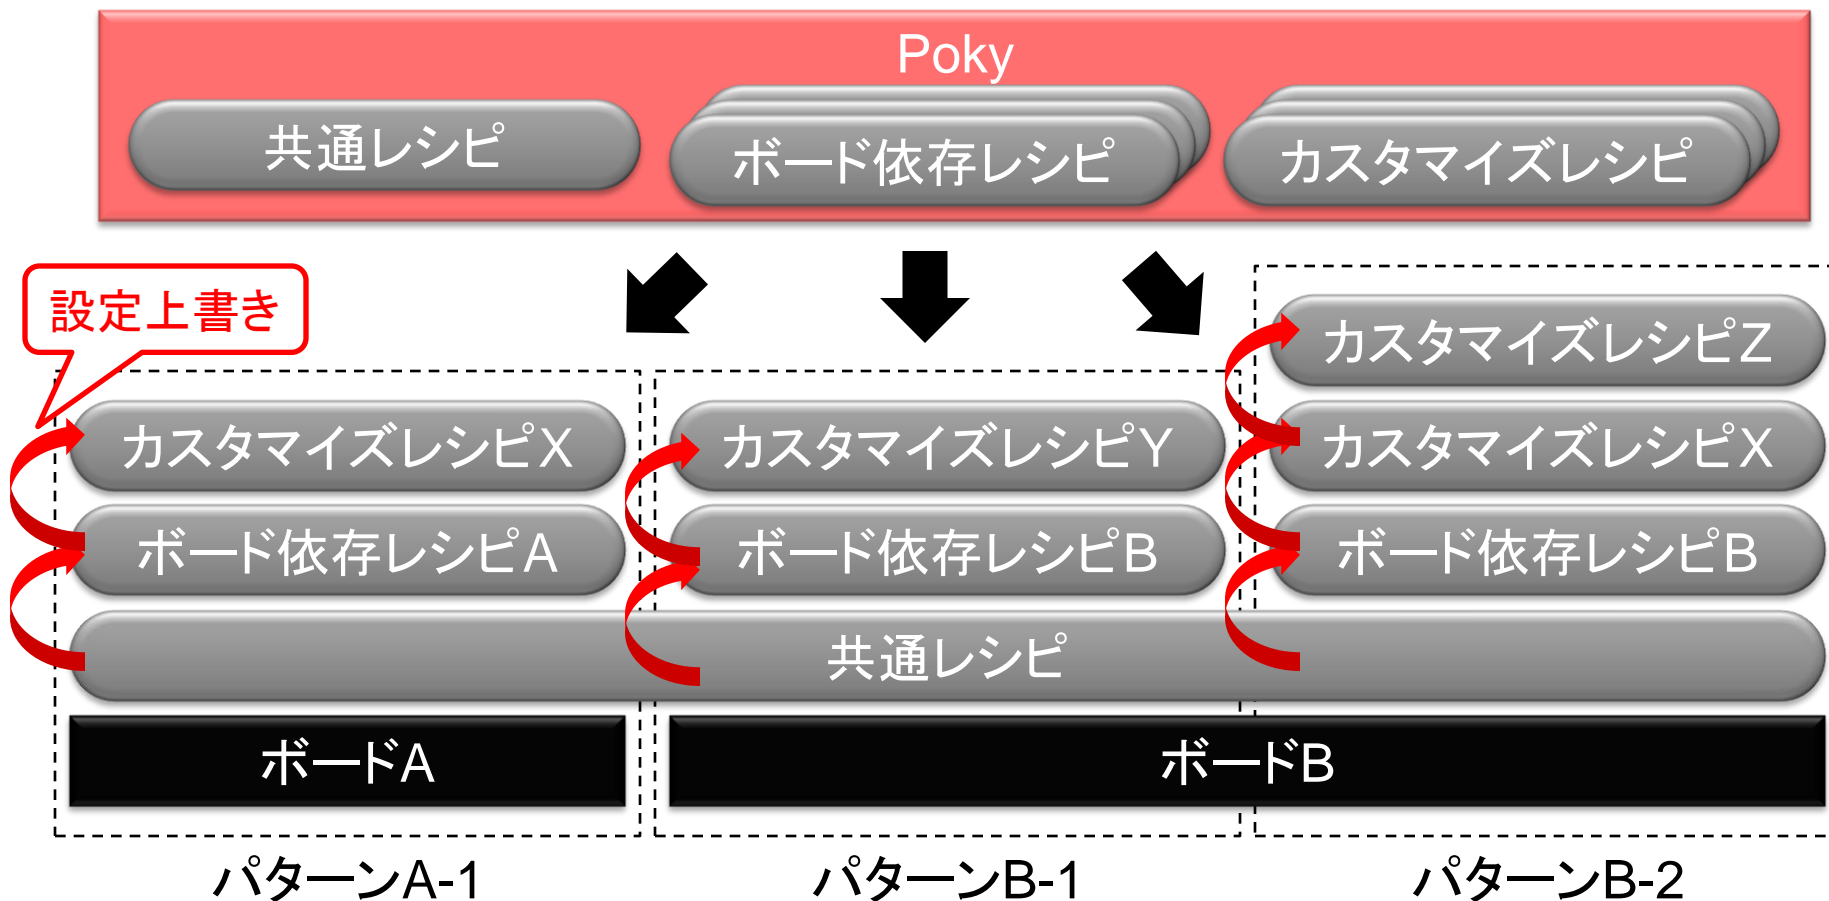 Poky
共通レシピ
ボード依存レシピ
カスタマイズレシピ
設定上書き
カスタマイズレシピZ
カスタマイズレシピX
カスタマイズレシピY
カスタマイズレシピX
ボード依存レシピA
ボード依存レシピB
ボード依存レシピB
共通レシピ
ボードA
ボードB
パターンA-1
パターンB-1
パターンB-2